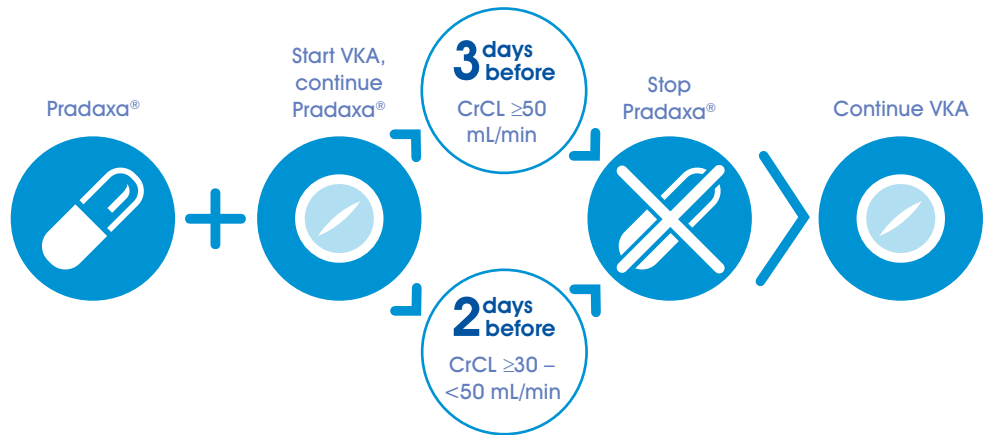 Pradaxa®
Start VKA,
continue
Pradaxa®
3 days
before
CrCL ≥50
mL/min
2 days
before
CrCL ≥30 –
<50 mL/min
Stop
Pradaxa®
Continue VKA